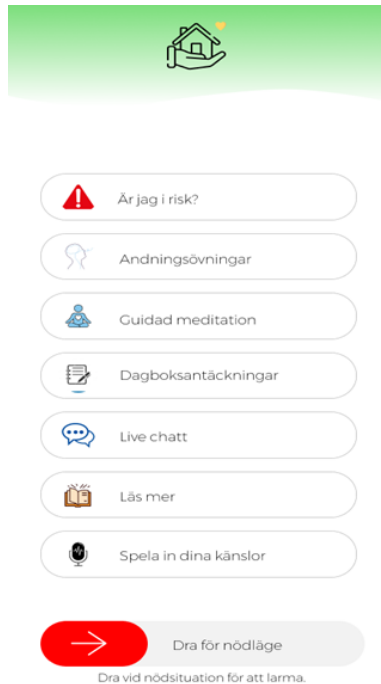 Är jag i risk?
Andningsövningar
Guidad meditation
Dagboksantäckningar
Live chatt
Läs mer
Spela in dina känslor
Dra för nödläge
Dra vid nödsituation för att larma.